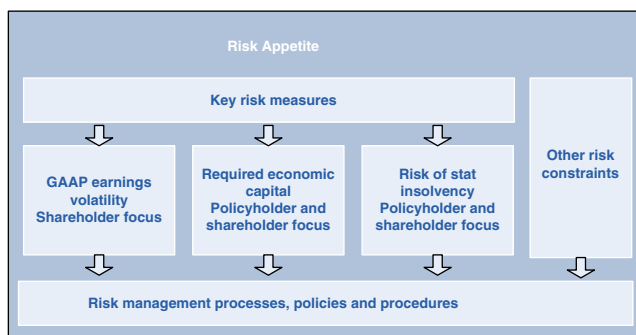 Risk Appetite
Key risk measures
GAAP earnings
volatility
Shareholder focus
Required economic
capital
Policyholder and
shareholder focus
Risk of stat
insolvency
Policyholder and
shareholder focus
Other risk
constraints
Risk management processes, policies and procedures